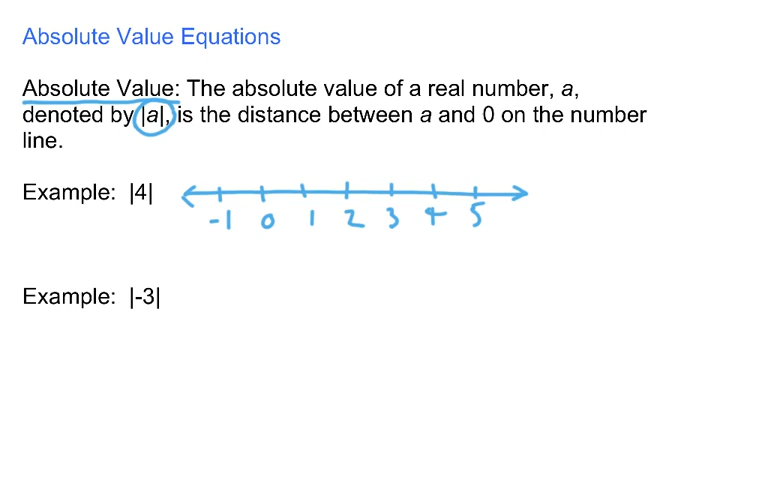 Absolute Value Equations
Absolute Value: The absolute value of a real number, a,
denoted by |a|, is the distance between a and 0 on the number
line.
Example: |4|
-1 0 1 2 3 4 5
Example: |-3|